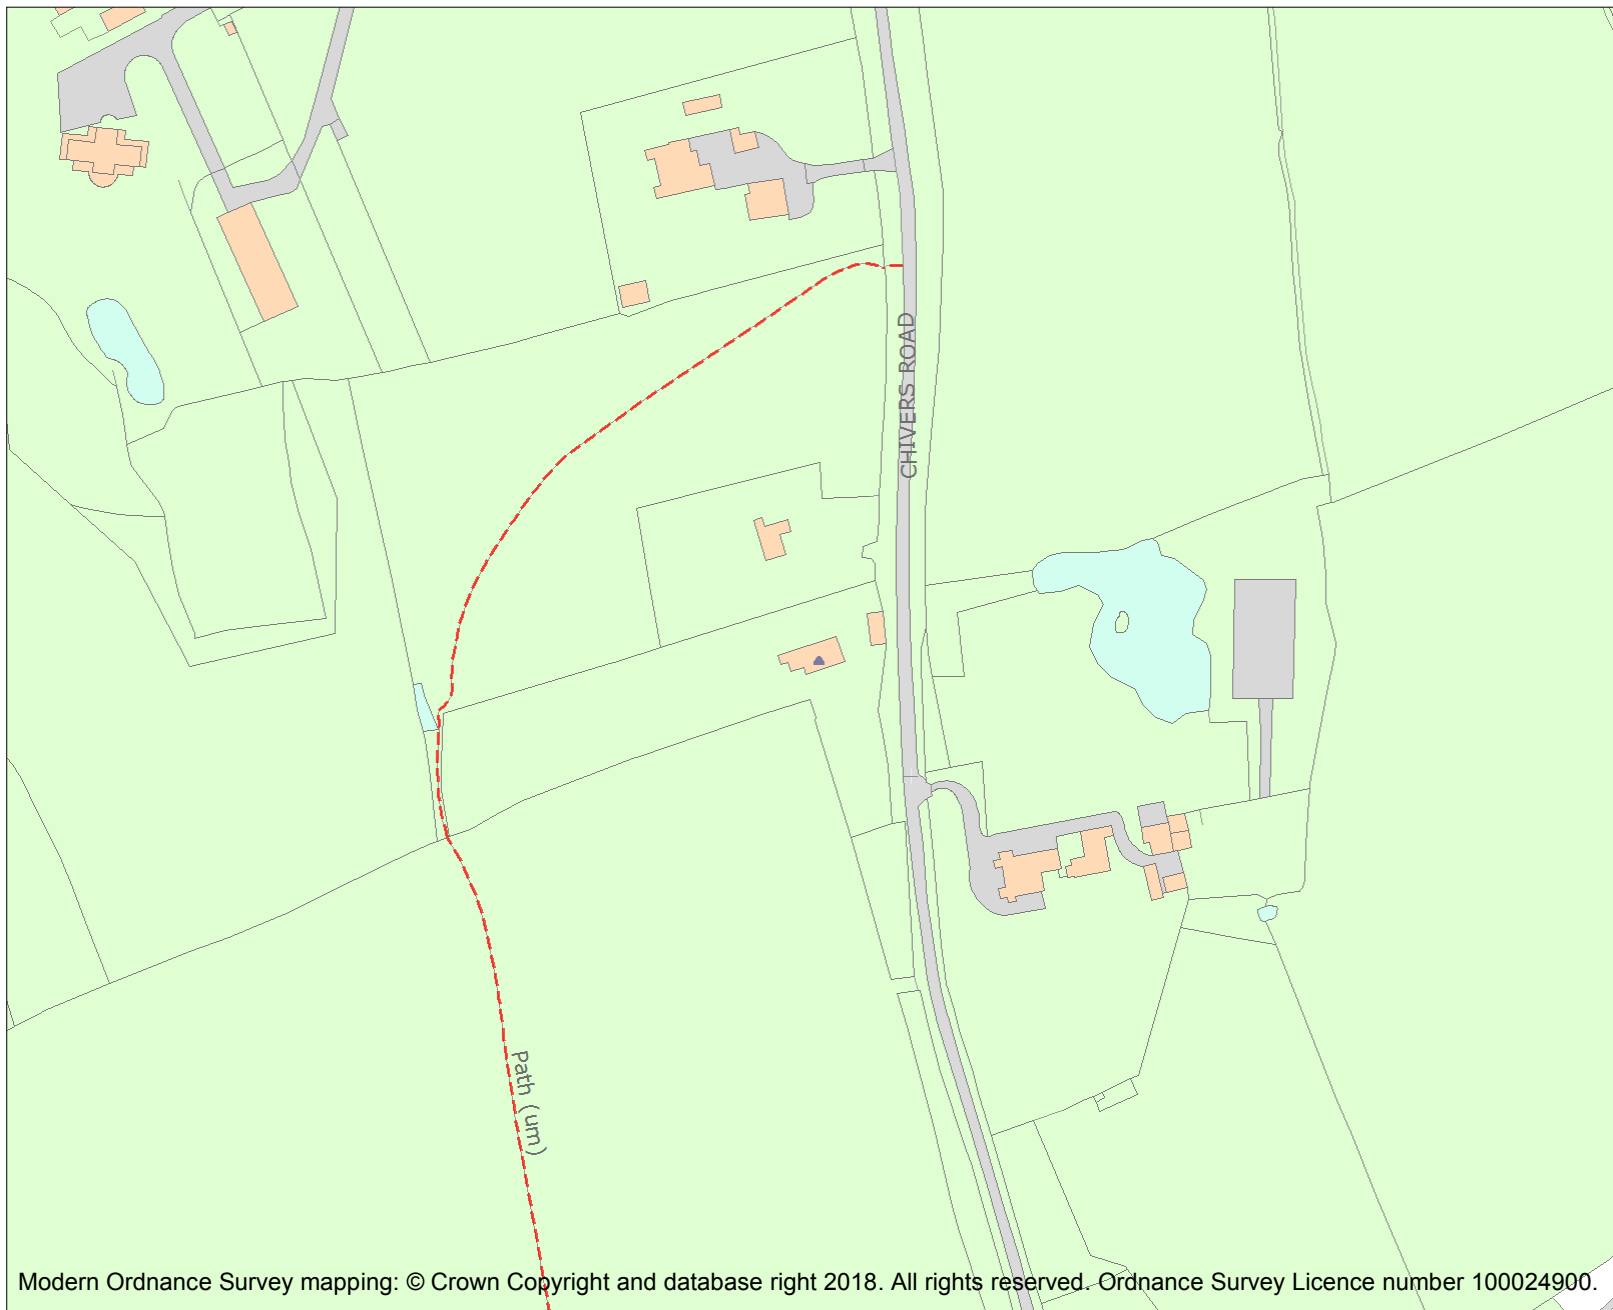 CHIVERS ROAD
Path (um)
Modern Ordnance Survey mapping: © Crown Copyright and database right 2018. All rights reserved. Ordnance Survey Licence number 100024900.